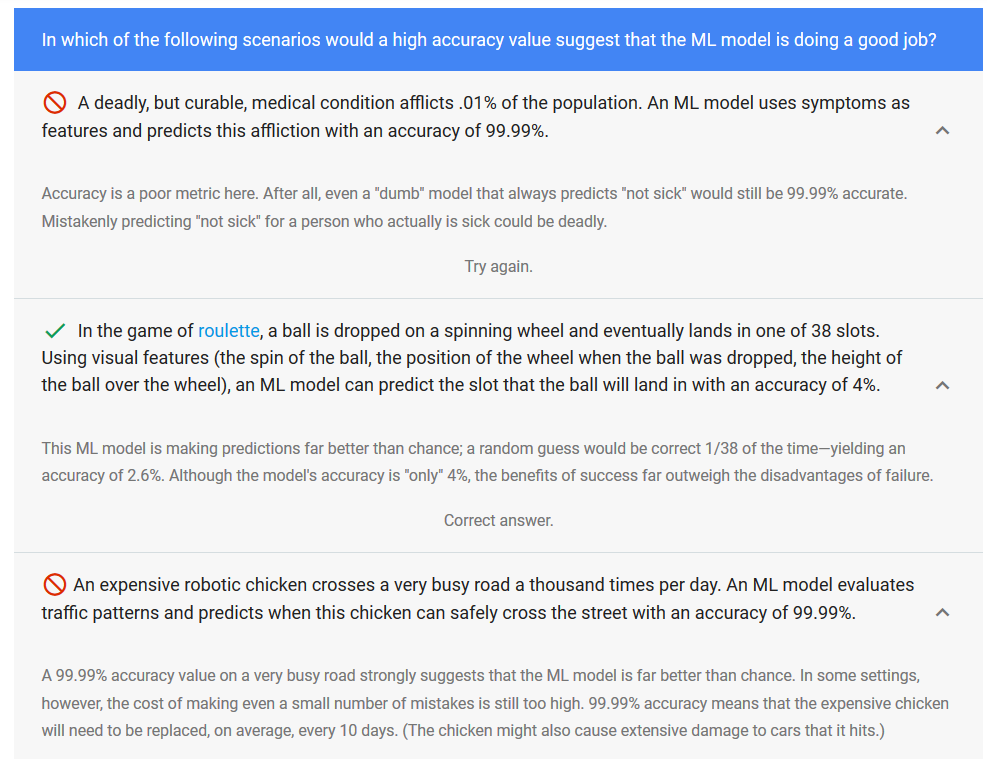 In which of the following scenarios would a high accuracy value suggest that the ML model is doing a good job?
A deadly, but curable, medical condition afflicts .01% of the population. An ML model uses symptoms as
features and predicts this affliction with an accuracy of 99.99%.
Accuracy is a poor metric here. After all, even a "dumb" model that always predicts "not sick" would still be 99.99% accurate.
Mistakenly predicting "not sick" for a person who actually is sick could be deadly.
Try again.
In the game of roulette, a ball is dropped on a spinning wheel and eventually lands in one of 38 slots.
Using visual features (the spin of the ball, the position of the wheel when the ball was dropped, the height of
the ball over the wheel), an ML model can predict the slot that the ball will land in with an accuracy of 4%.
This ML model is making predictions far better than chance; a random guess would be correct 1/38 of the time—yielding an
accuracy of 2.6%. Although the model's accuracy is "only" 4%, the benefits of success far outweigh the disadvantages of failure.
Correct answer.
An expensive robotic chicken crosses a very busy road a thousand times per day. An ML model evaluates
traffic patterns and predicts when this chicken can safely cross the street with an accuracy of 99.99%.
A 99.99% accuracy value on a very busy road strongly suggests that the ML model is far better than chance. In some settings,
however, the cost of making even a small number of mistakes is still too high. 99.99% accuracy means that the expensive chicken
will need to be replaced, on average, every 10 days. (The chicken might also cause extensive damage to cars that it hits.)